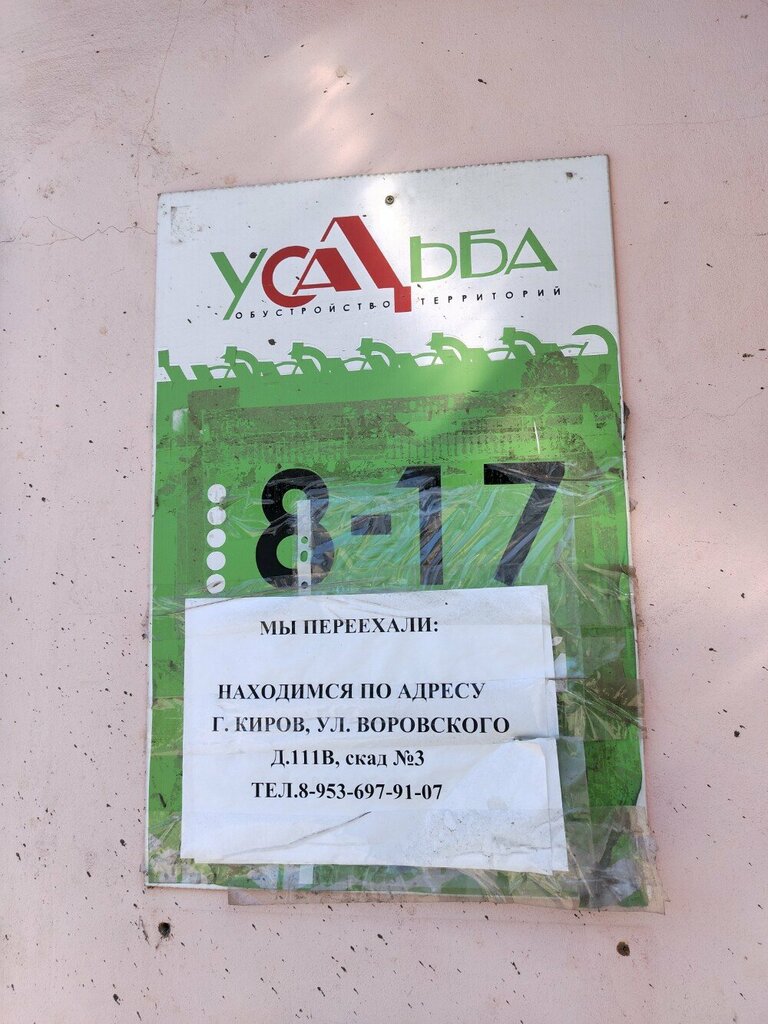 УСАДЬБА
ОБУСТРОЙСТВО ТЕРРИТОРИЙ
8-17
МЫ ПЕРЕЕХАЛИ:
НАХОДИМСЯ ПО АДРЕСУ
Г. КИРОВ, УЛ. ВОРОВСКОГО
Д.111В, скад №3
ТЕЛ.8-953-697-91-07